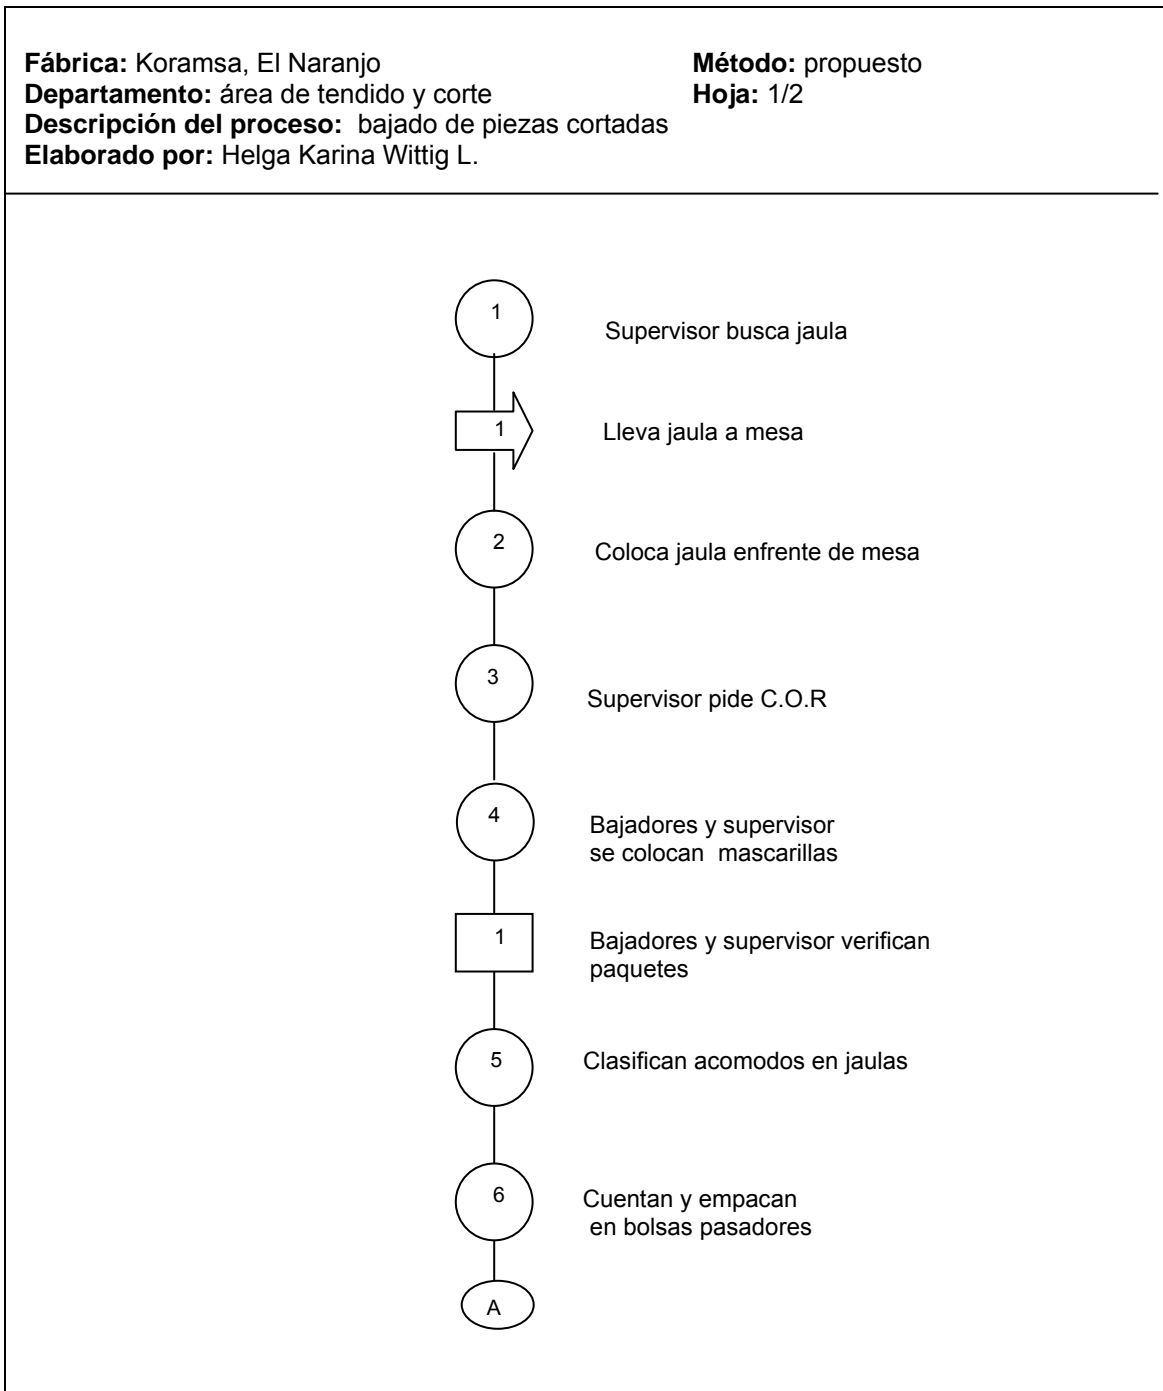 Fábrica: Koramsa, El Naranjo Método: propuesto
Departamento: área de tendido y corte Hoja: 1/2
Descripción del proceso: bajado de piezas cortadas
Elaborado por: Helga Karina Wittig L.
1
Supervisor busca jaula
1
Lleva jaula a mesa
2
Coloca jaula enfrente de mesa
3
Supervisor pide C.O.R
4
Bajadores y supervisor
se colocan mascarillas
1
Bajadores y supervisor verifican
paquetes
5
Clasifican acomodos en jaulas
6
Cuentan y empacan
en bolsas pasadores
A